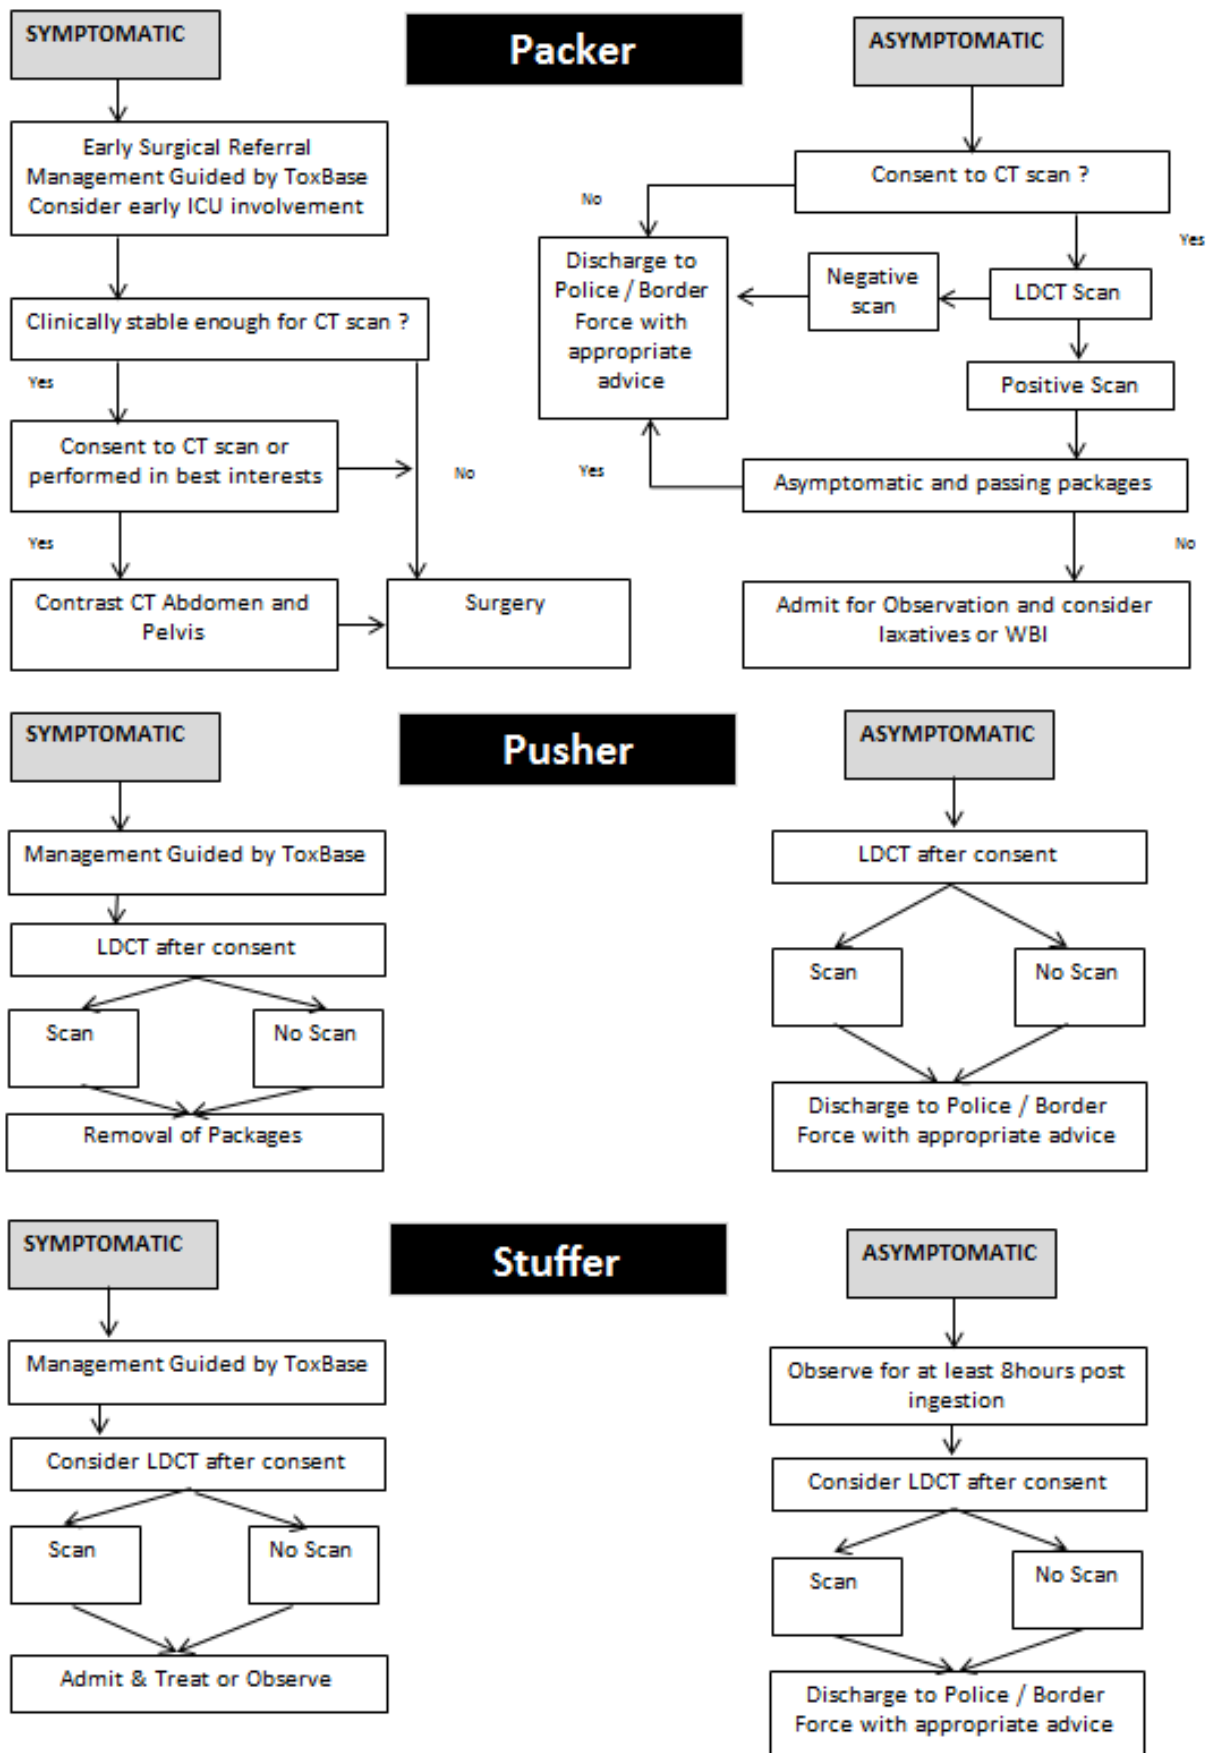 SYMPTOMATIC
Packer
ASYMPTOMATIC
Early Surgical Referral
Management Guided by ToxBase
Consider early ICU involvement
Consent to CT scan ?
No
Yes
Discharge to
Police / Border
Force with
appropriate
advice
Negative
scan
LDCT Scan
Clinically stable enough for CT scan ?
Yes
Positive Scan
Consent to CT scan or
performed in best interests
No
Yes
Asymptomatic and passing packages
Yes
No
Contrast CT Abdomen and
Pelvis
Surgery
Admit for Observation and consider
laxatives or WBI
SYMPTOMATIC
Pusher
ASYMPTOMATIC
Management Guided by ToxBase
LDCT after consent
LDCT after consent
Scan
No Scan
Scan
No Scan
Removal of Packages
Discharge to Police / Border
Force with appropriate advice
SYMPTOMATIC
Stuffer
ASYMPTOMATIC
Management Guided by ToxBase
Observe for at least 8hours post
ingestion
Consider LDCT after consent
Consider LDCT after consent
Scan
No Scan
Scan
No Scan
Admit & Treat or Observe
Discharge to Police / Border
Force with appropriate advice